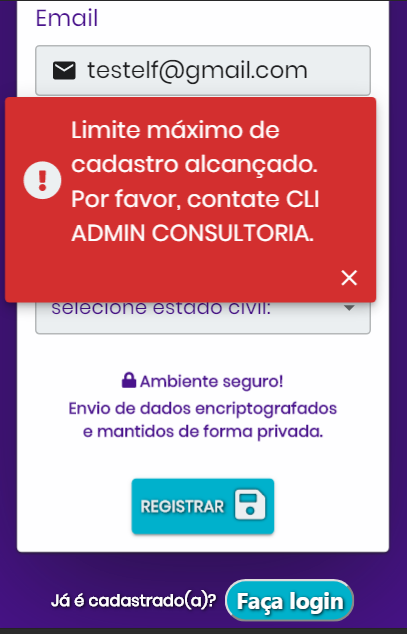 Email
testelf@gmail.com
Limite máximo de
cadastro alcançado.
Por favor, contate CLI
ADMIN CONSULTORIA.
selecione estado civil:
Ambiente seguro!
Envio de dados encriptografados
e mantidos de forma privada.
REGISTRAR
Já é cadastrado(a)? Faça login